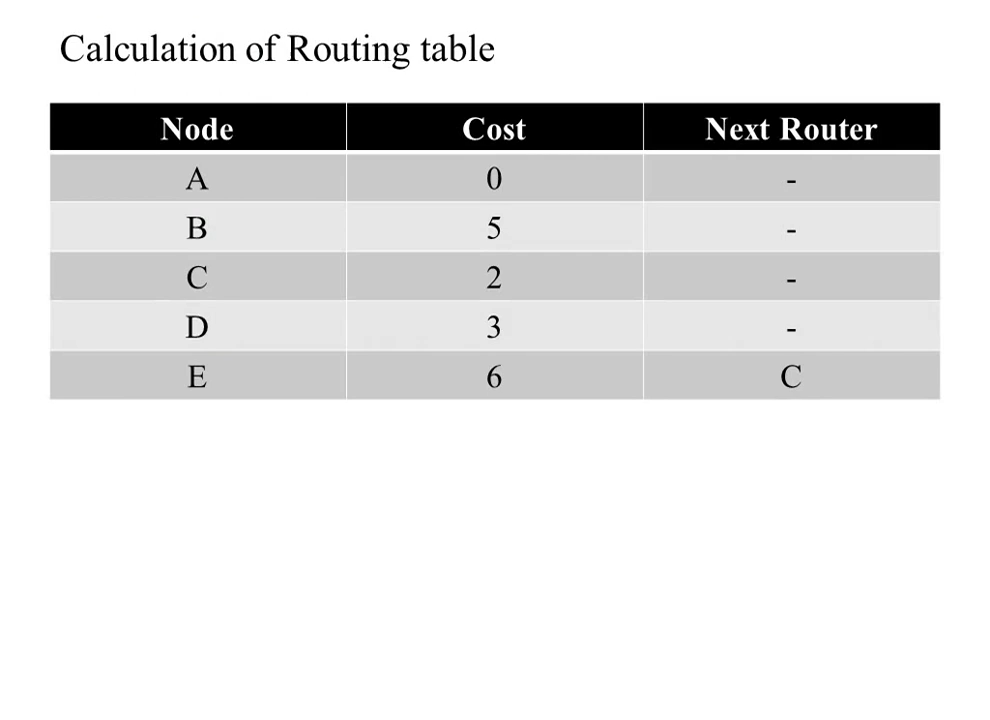 Calculation of Routing table
Node Cost Next Router
A 0 -
B 5 -
C 2 -
D 3 -
E 6 C